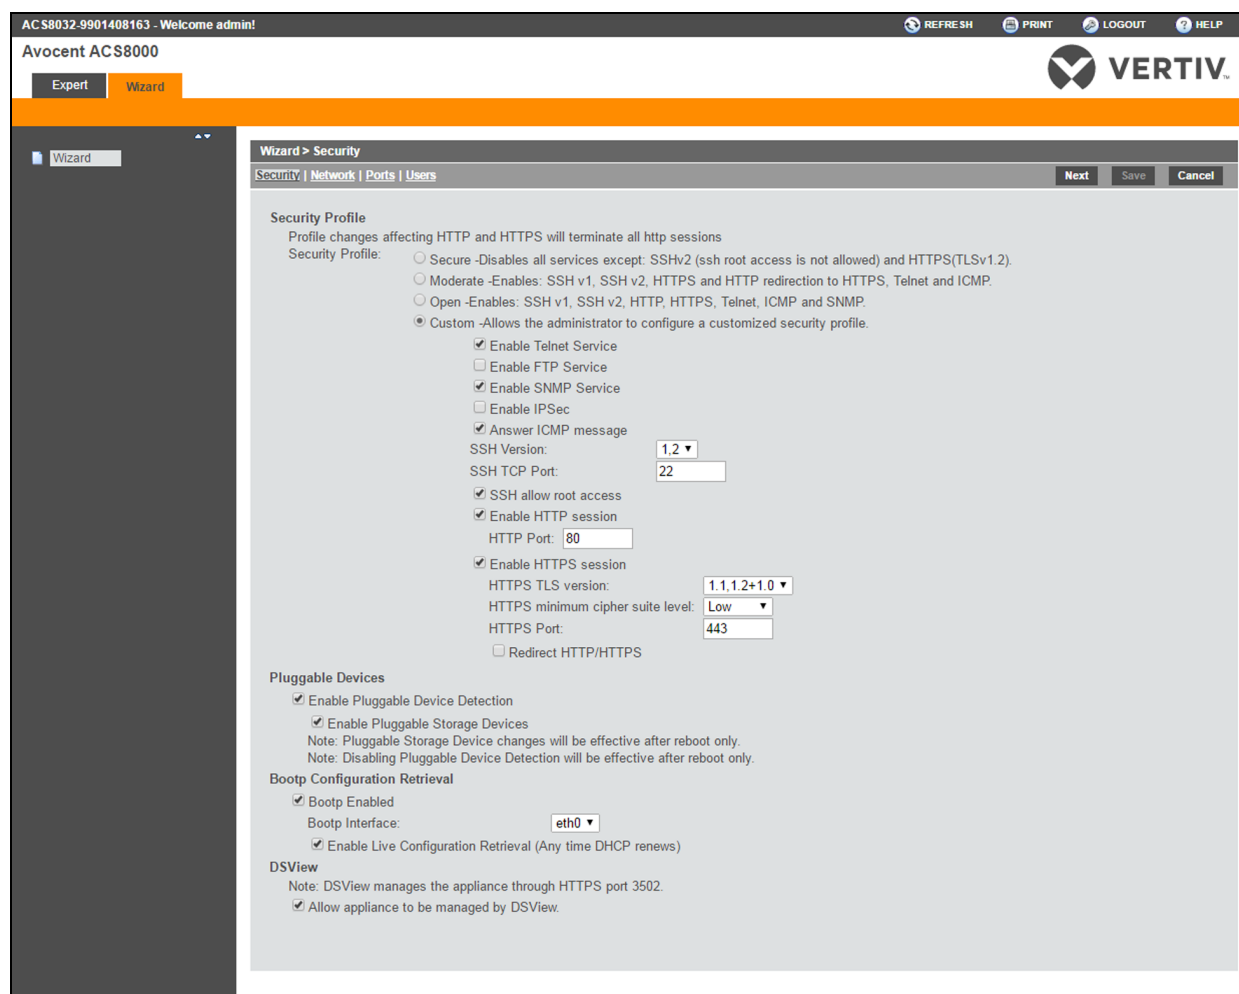 ACS8032-9901408163 - Welcome admin!
REFRESH PRINT LOGOUT HELP
Avocent ACS8000
VERTIV™
Expert Wizard
Wizard
Wizard > Security
Security | Network | Ports | Users
Next Save Cancel
Security Profile
Profile changes affecting HTTP and HTTPS will terminate all http sessions
Security Profile:
Secure -Disables all services except: SSHv2 (ssh root access is not allowed) and HTTPS(TLSv1.2).
Moderate -Enables: SSH v1, SSH v2, HTTPS and HTTP redirection to HTTPS, Telnet and ICMP.
Open -Enables: SSH v1, SSH v2, HTTP, HTTPS, Telnet, ICMP and SNMP.
Custom -Allows the administrator to configure a customized security profile.
Enable Telnet Service
Enable FTP Service
Enable SNMP Service
Enable IPSec
Answer ICMP message
SSH Version: 1,2
SSH TCP Port: 22
SSH allow root access
Enable HTTP session
HTTP Port: 80
Enable HTTPS session
HTTPS TLS version: 1.1,1.2+1.0
HTTPS minimum cipher suite level: Low
HTTPS Port: 443
Redirect HTTP/HTTPS
Pluggable Devices
Enable Pluggable Device Detection
Enable Pluggable Storage Devices
Note: Pluggable Storage Device changes will be effective after reboot only.
Note: Disabling Pluggable Device Detection will be effective after reboot only.
Bootp Configuration Retrieval
Bootp Enabled
Bootp Interface: eth0
Enable Live Configuration Retrieval (Any time DHCP renews)
DSView
Note: DSView manages the appliance through HTTPS port 3502.
Allow appliance to be managed by DSView.